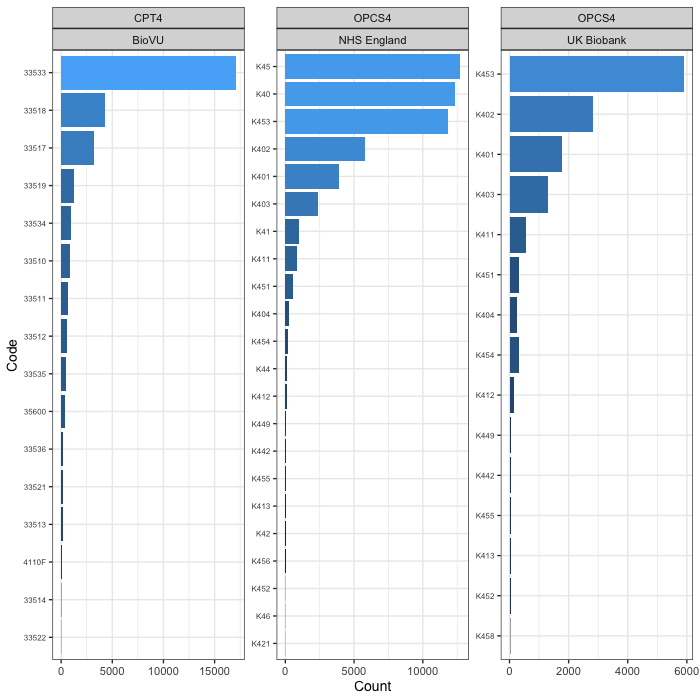 CPT4
BioVU
OPCS4
NHS England
OPCS4
UK Biobank
Code
33533
33518
33517
33519
33534
33510
33511
33512
33535
35600
33536
33521
33513
4110F
33514
33522
0
5000
10000
15000
K45
K40
K453
K402
K401
K403
K41
K411
K451
K404
K454
K44
K412
K449
K442
K455
K413
K42
K456
K452
K46
K421
0
5000
10000
K453
K402
K401
K403
K411
K451
K404
K454
K412
K449
K442
K455
K413
K452
K458
0
2000
4000
6000
Count